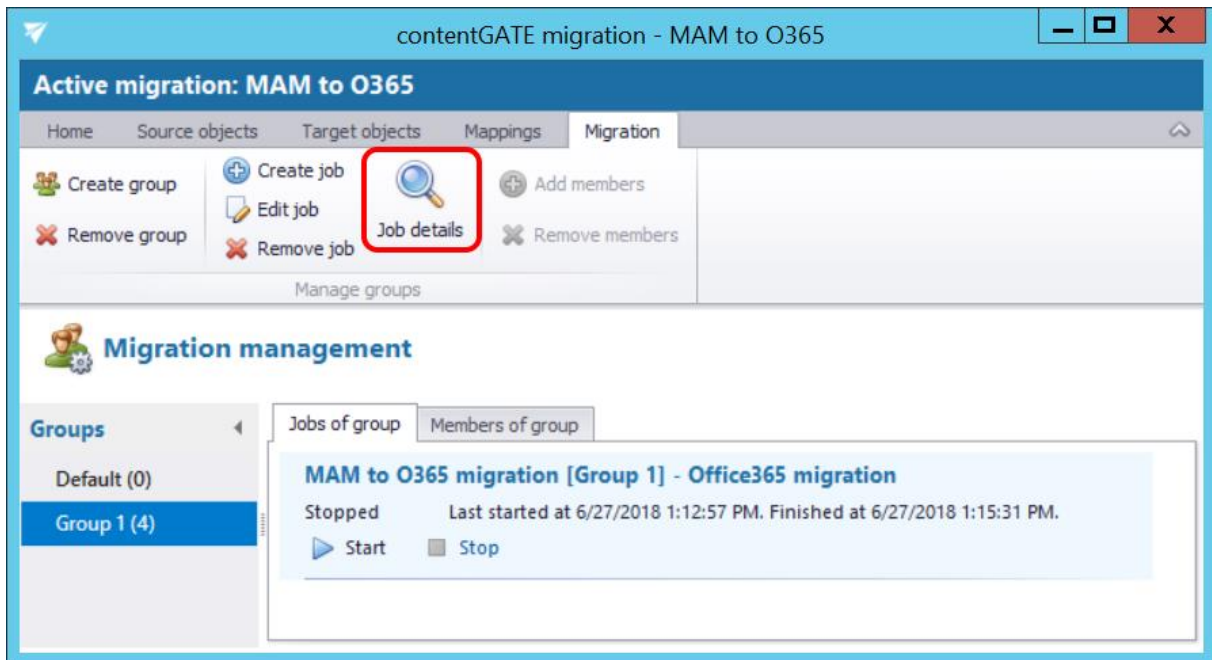 contentGATE migration - MAM to O365
Active migration: MAM to O365
Home Source objects Target objects Mappings Migration
Create group
Remove group
Create job
Edit job
Remove job
Job details
Add members
Remove members
Manage groups
Migration management
Groups
Default (0)
Group 1 (4)
Jobs of group Members of group
MAM to O365 migration [Group 1] - Office365 migration
Stopped Last started at 6/27/2018 1:12:57 PM. Finished at 6/27/2018 1:15:31 PM.
Start Stop